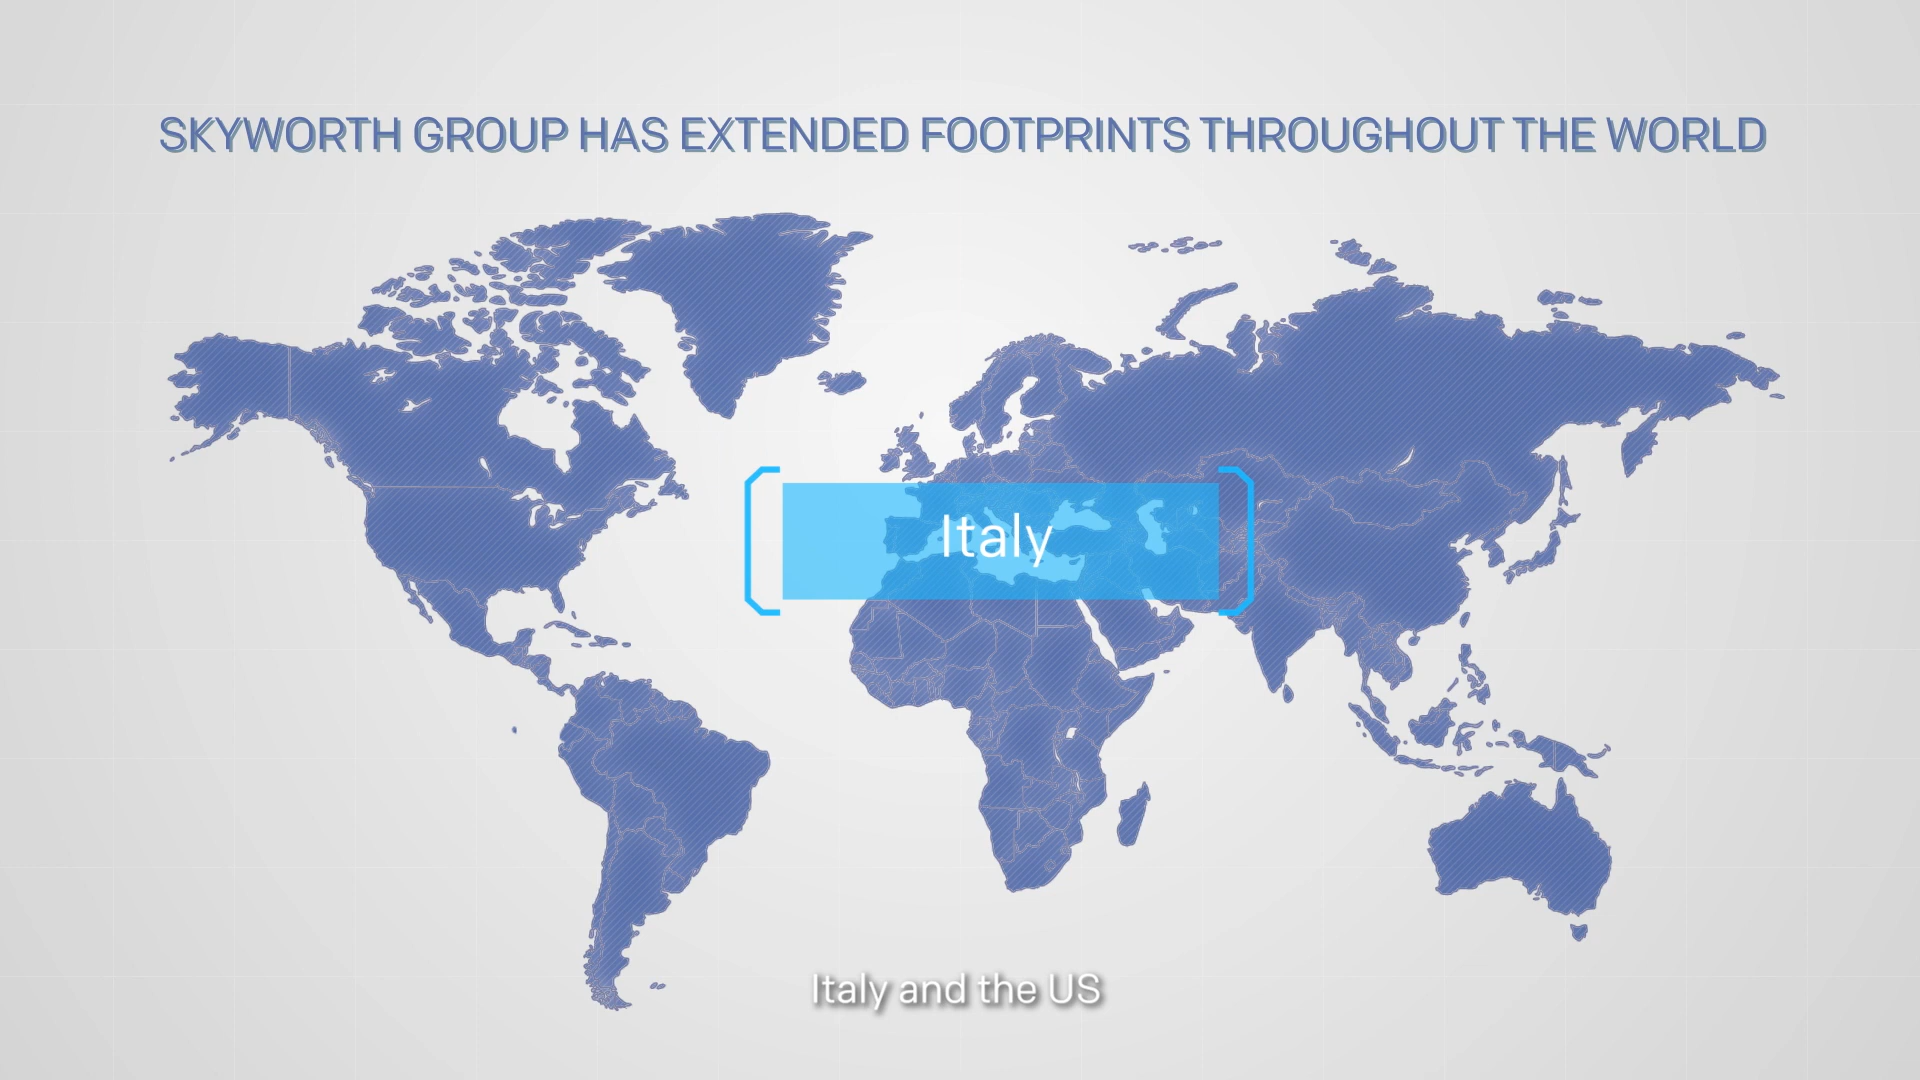 SKYWORTH GROUP HAS EXTENDED FOOTPRINTS THROUGHOUT THE WORLD
Italy
Italy and the US